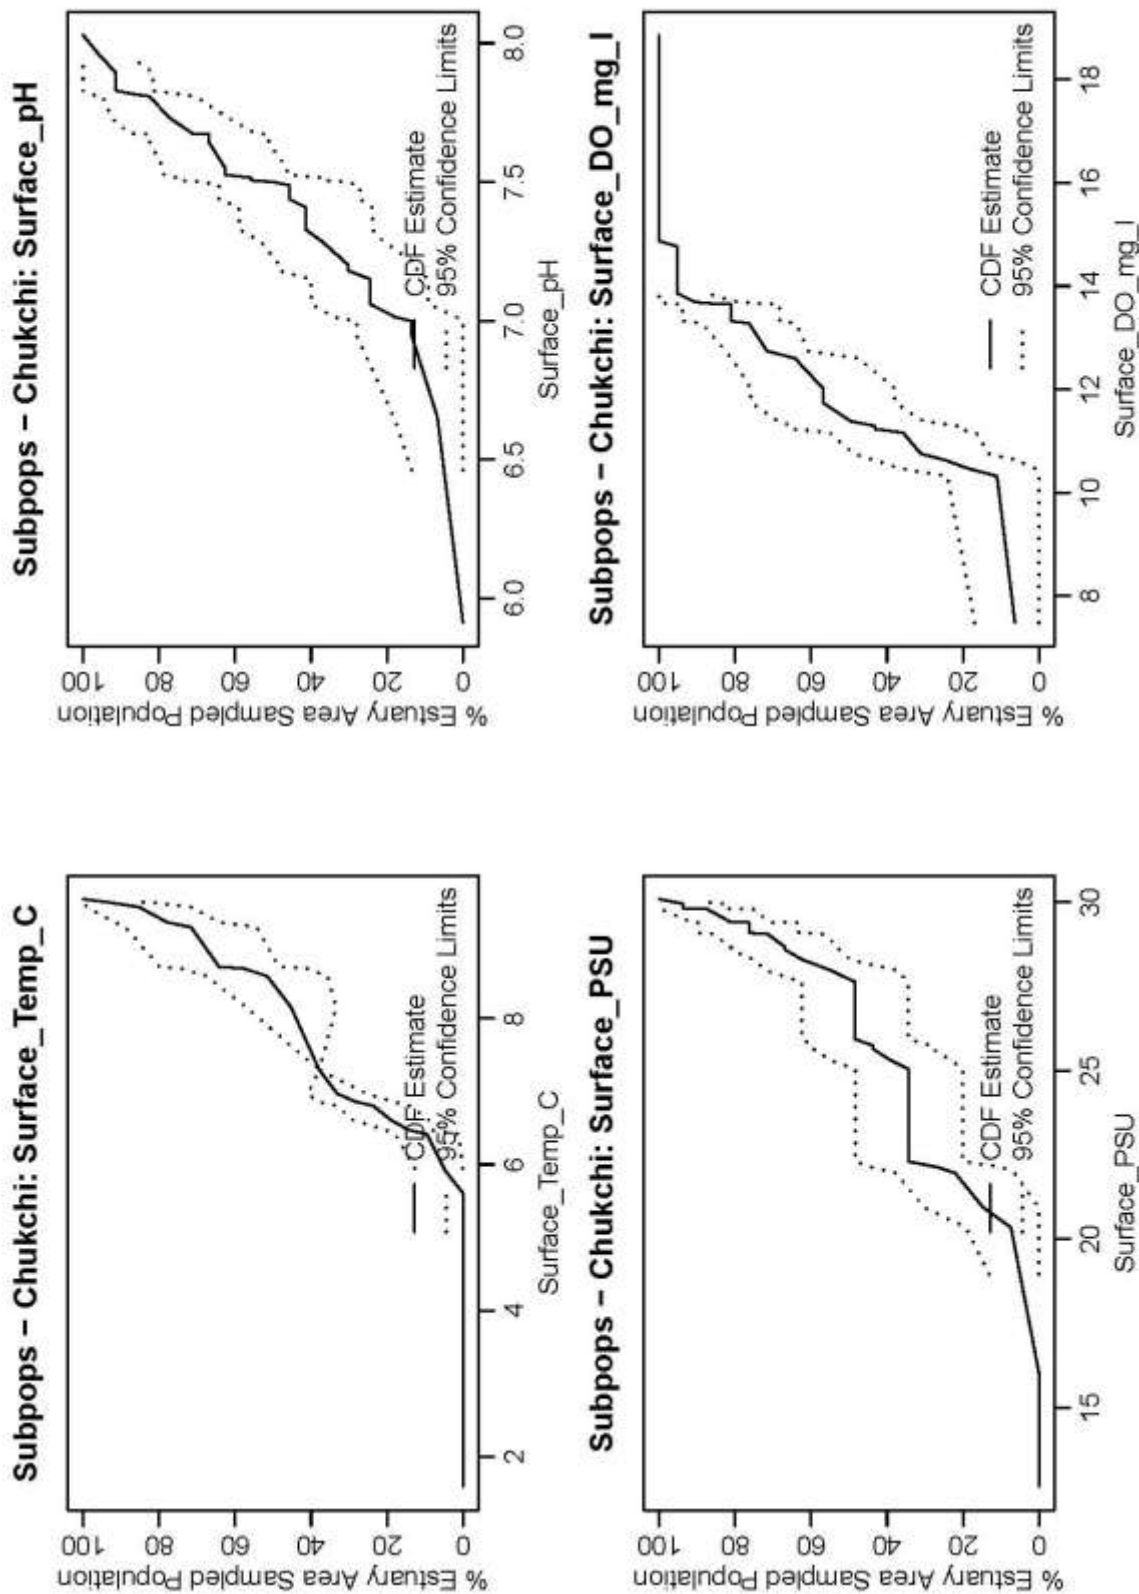 Subpops – Chukchi: Surface_Temp_C
% Estuary Area Sampled Population
100
80
60
40
20
0
CDF Estimate
95% Confidence Limits
2
4
6
8
Surface_Temp_C
Subpops – Chukchi: Surface_pH
% Estuary Area Sampled Population
100
80
60
40
20
0
CDF Estimate
95% Confidence Limits
6.0
6.5
7.0
7.5
8.0
Surface_pH
Subpops – Chukchi: Surface_PSU
% Estuary Area Sampled Population
100
80
60
40
20
0
CDF Estimate
95% Confidence Limits
15
20
25
30
Surface_PSU
Subpops – Chukchi: Surface_DO_mg_l
% Estuary Area Sampled Population
100
80
60
40
20
0
CDF Estimate
95% Confidence Limits
8
10
12
14
16
18
Surface_DO_mg_l